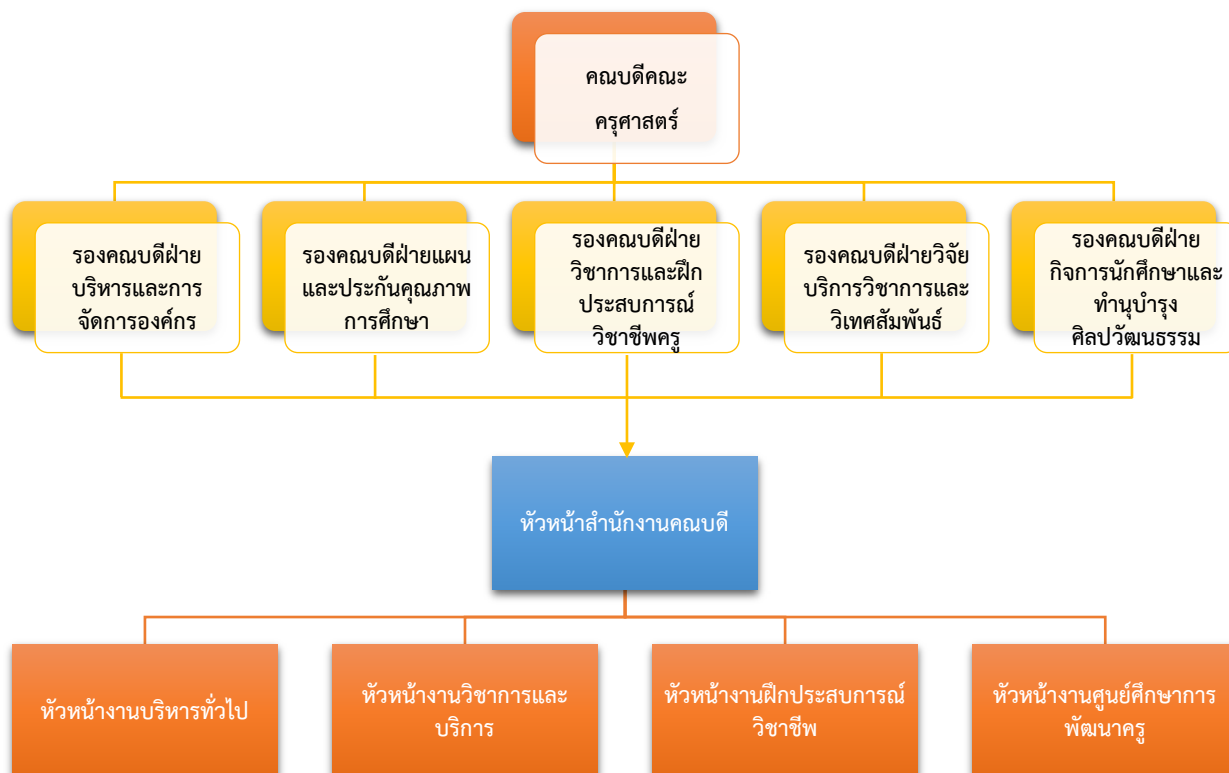 คณบดีคณะ
ครุศาสตร์
รองคณบดีฝ่าย
บริหารและการ
จัดการองค์กร
รองคณบดีฝ่ายแผน
และประกันคุณภาพ
การศึกษา
รองคณบดีฝ่าย
วิชาการและฝึก
ประสบการณ์
วิชาชีพครู
รองคณบดีฝ่ายวิจัย
บริการวิชาการและ
วิเทศสัมพันธ์
รองคณบดีฝ่าย
กิจการนักศึกษาและ
ทำนุบำรุง
ศิลปวัฒนธรรม
หัวหน้าสำนักงานคณบดี
หัวหน้างานบริหารทั่วไป
หัวหน้างานวิชาการและ
บริการ
หัวหน้างานฝึกประสบการณ์
วิชาชีพ
หัวหน้างานศูนย์ศึกษาการ
พัฒนาครู